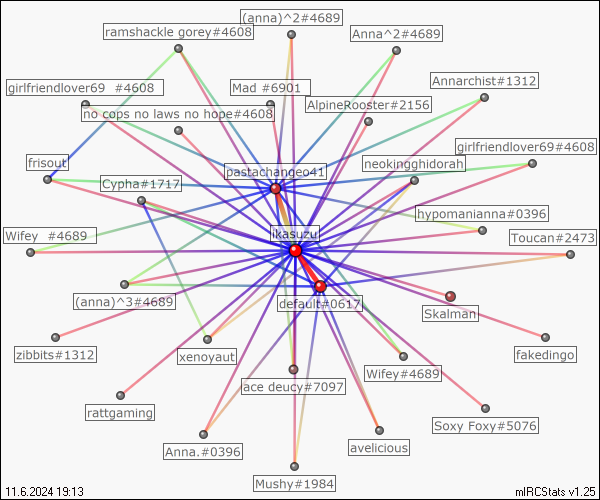 (anna)^2#4689
ramshackle gorey#4608
Anna^2#4689
girlfriendlover69 #4608
Mad #6901
Annarchist#1312
AlpineRooster#2156
no cops no laws no hope#4608
girlfriendlover69#4608
frisout
pastachangeo41
neokingghidorah
Cypha#1717
hypomanianna#0396
ikasuzu
Wifey #4689
Toucan#2473
(anna)^3#4689
default#0617
Skalman
zibbits#1312
xenoyaut
fakedingo
Wifey#4689
ace deucy#7097
rattgaming
Soxy Foxy#5076
Anna.#0396
avelicious
Mushy#1984
11.6.2024 19:13
mIRCStats v1.25